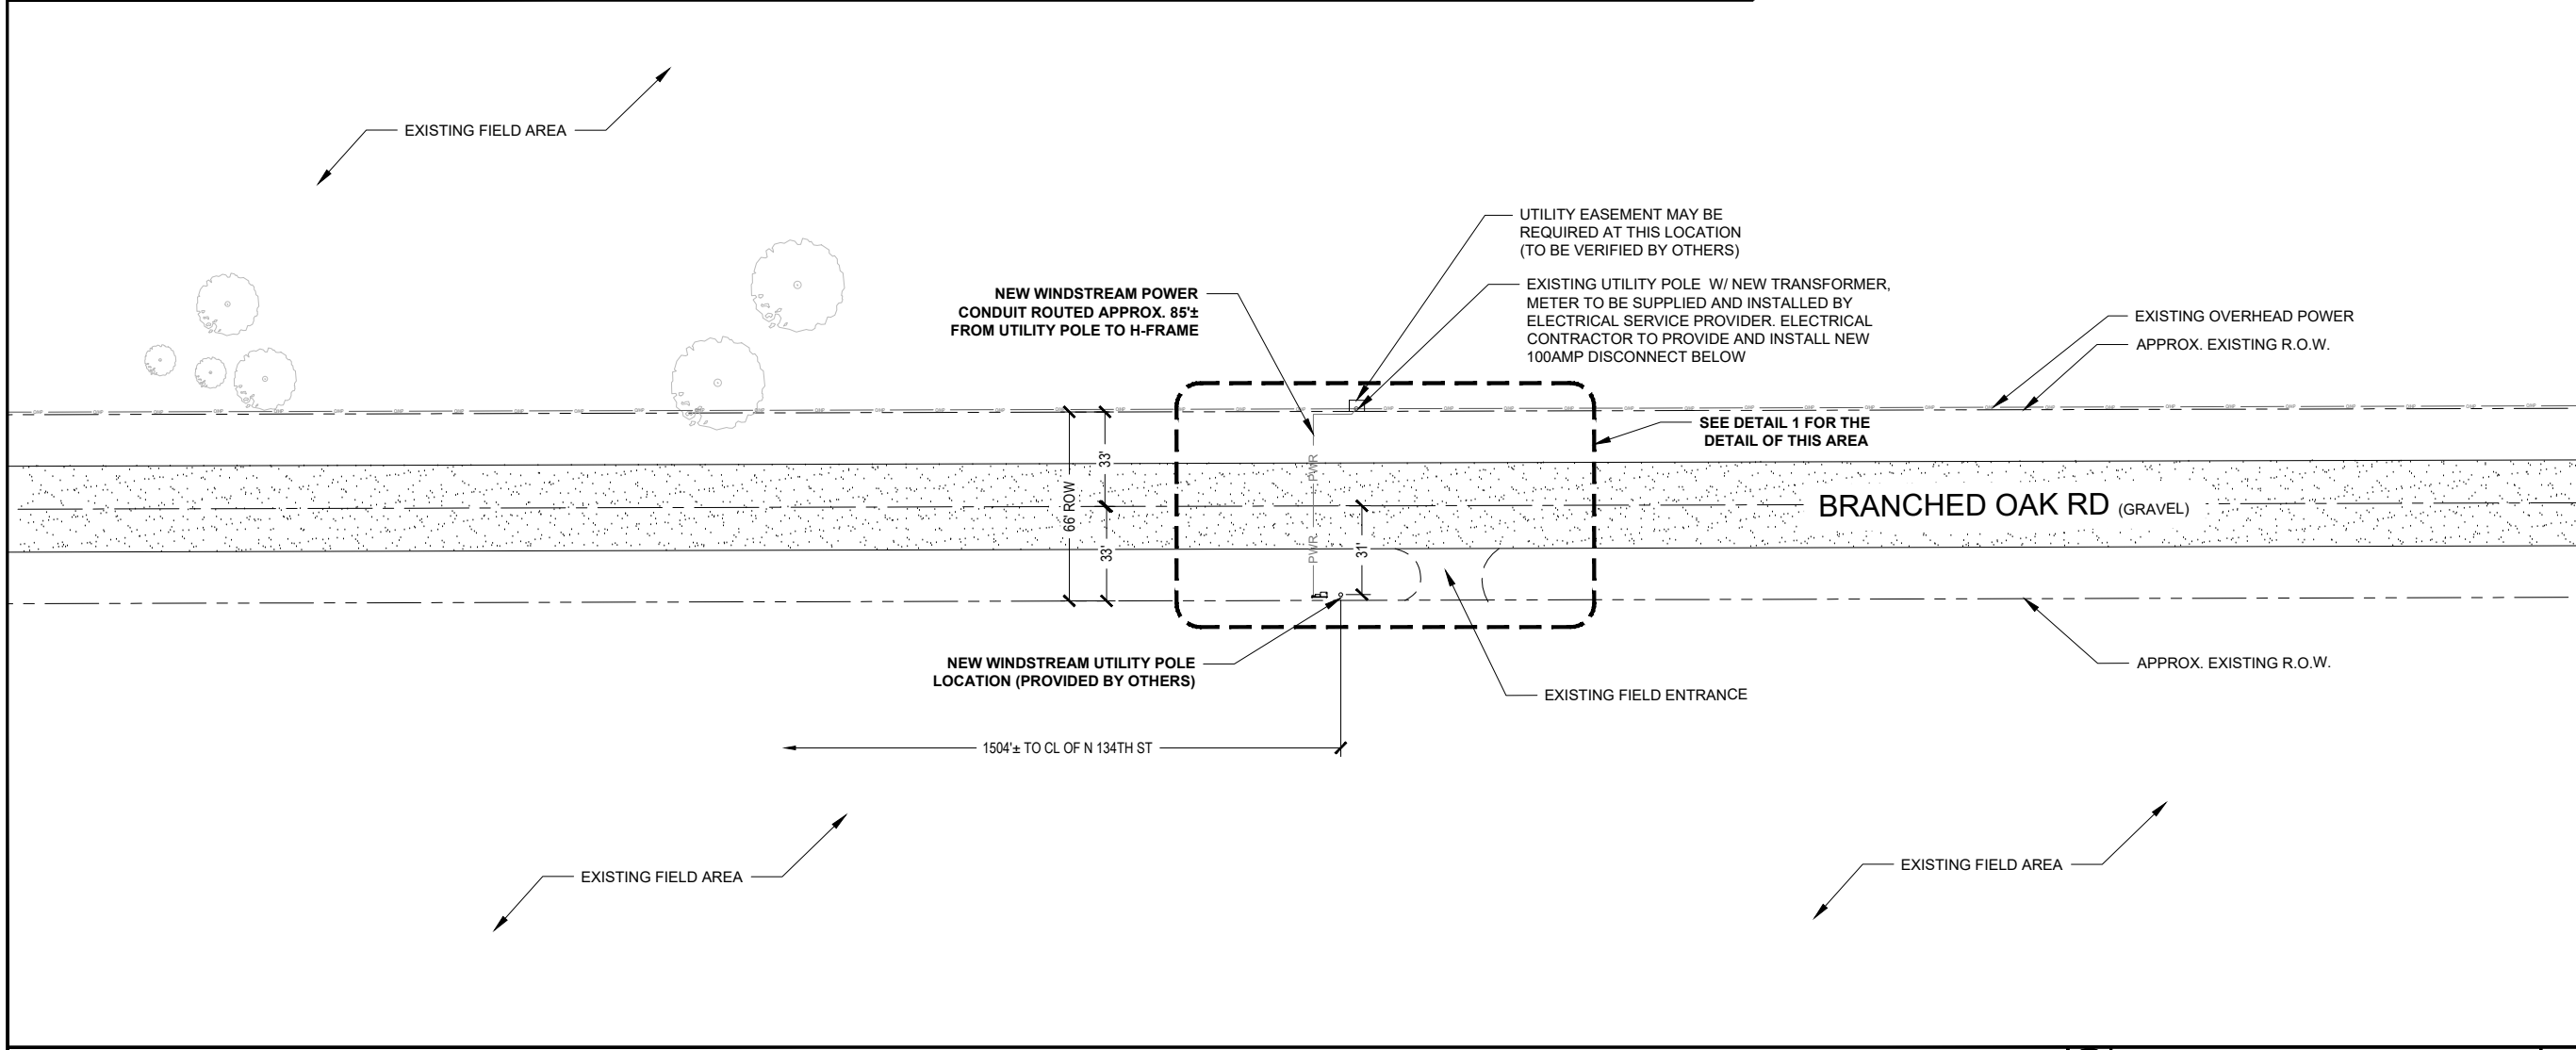 EXISTING FIELD AREA
UTILITY EASEMENT MAY BE
REQUIRED AT THIS LOCATION
(TO BE VERIFIED BY OTHERS)
NEW WINDSTREAM POWER
CONDUIT ROUTED APPROX. 85'±
FROM UTILITY POLE TO H-FRAME
EXISTING UTILITY POLE W/ NEW TRANSFORMER,
METER TO BE SUPPLIED AND INSTALLED BY
ELECTRICAL SERVICE PROVIDER. ELECTRICAL
CONTRACTOR TO PROVIDE AND INSTALL NEW
100AMP DISCONNECT BELOW
EXISTING OVERHEAD POWER
APPROX. EXISTING R.O.W.
SEE DETAIL 1 FOR THE
DETAIL OF THIS AREA
33'
66' ROW
33'
PWR
PWR
31'
BRANCHED OAK RD (GRAVEL)
NEW WINDSTREAM UTILITY POLE
LOCATION (PROVIDED BY OTHERS)
EXISTING FIELD ENTRANCE
APPROX. EXISTING R.O.W.
1504'± TO CL OF N 134TH ST
EXISTING FIELD AREA
EXISTING FIELD AREA